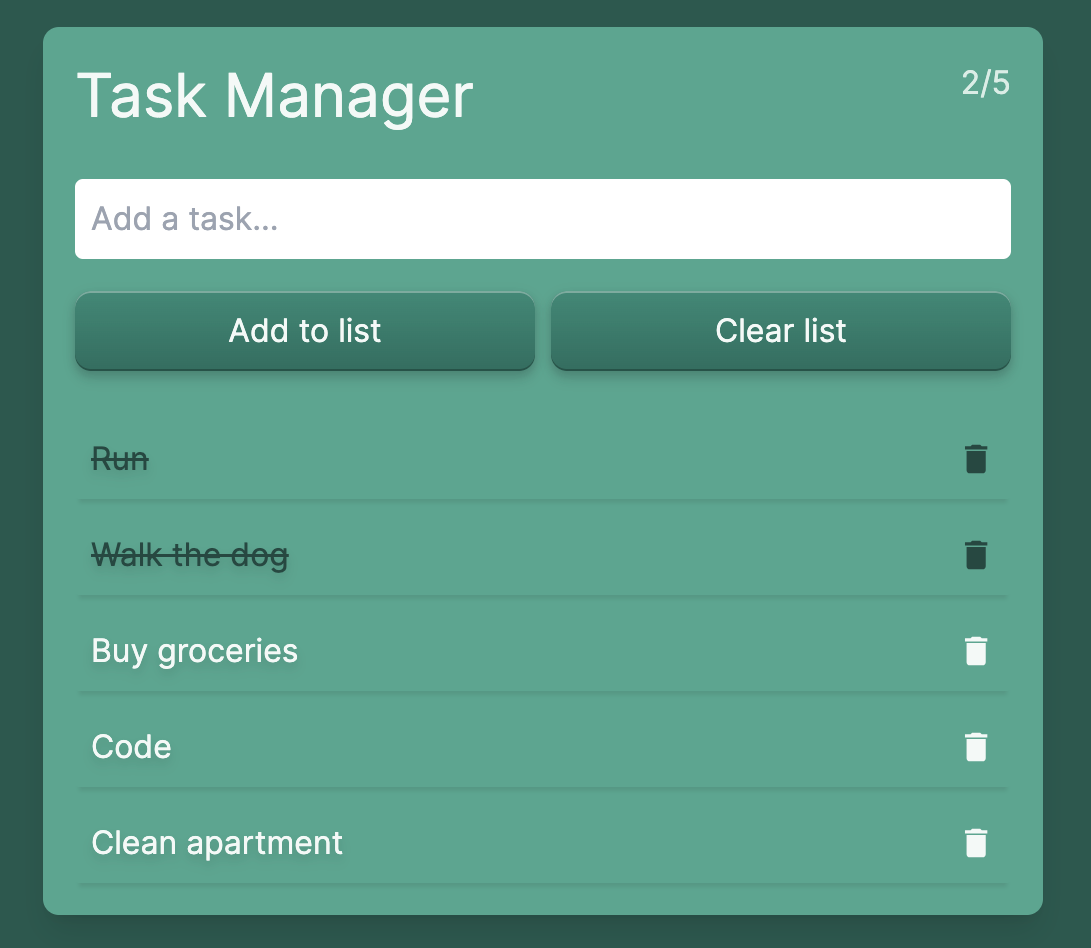 Task Manager
2/5
Add a task...
Add to list
Clear list
Run
Walk the dog
Buy groceries
Code
Clean apartment